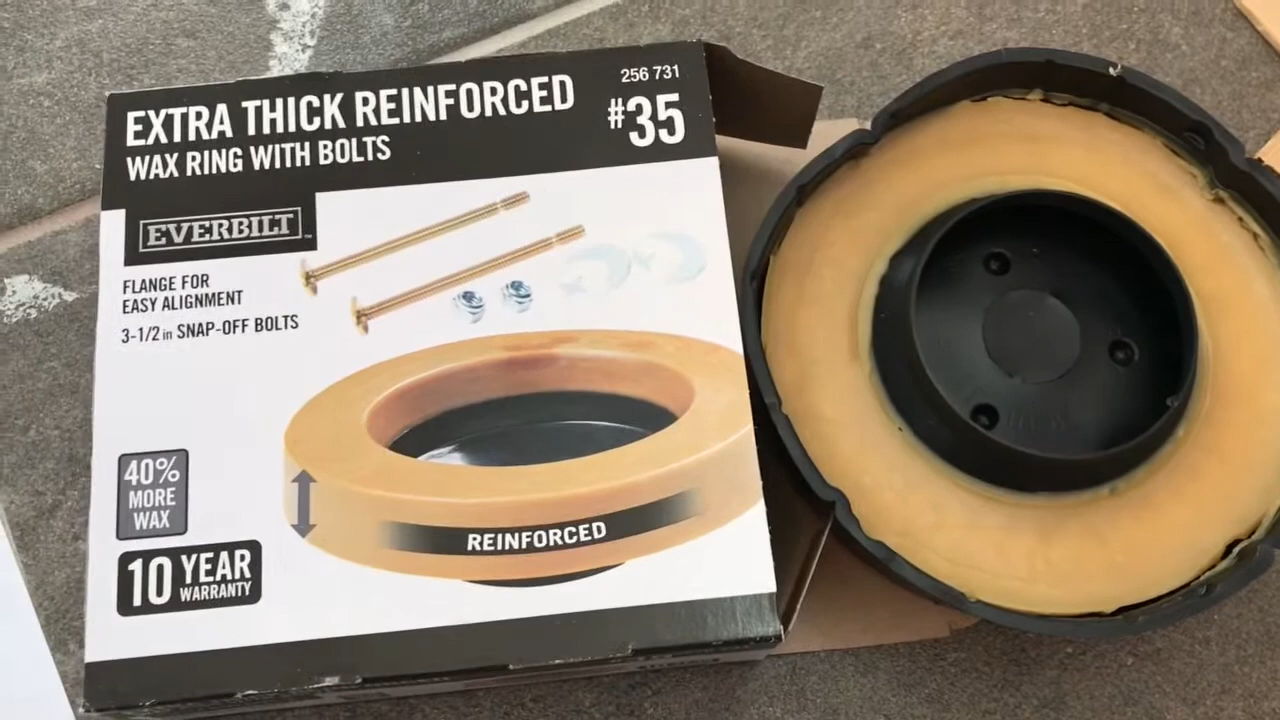 EXTRA THICK REINFORCED
WAX RING WITH BOLTS
256 731
#35
EVERBILT
FLANGE FOR
EASY ALIGNMENT
3-1/2 in SNAP-OFF BOLTS
40%
MORE
WAX
10 YEAR
WARRANTY
REINFORCED